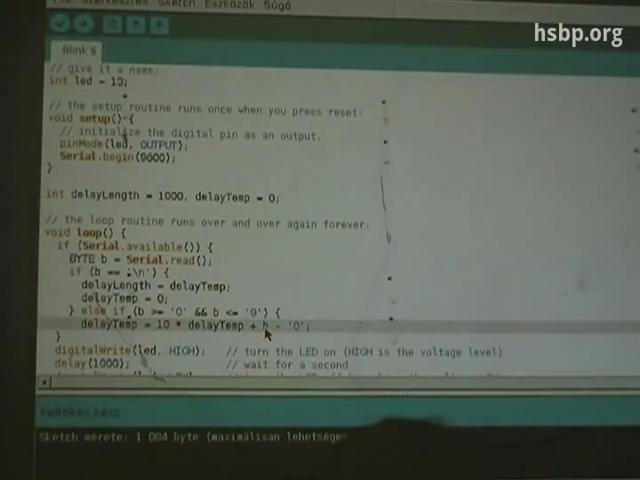 Szerkesztés Sketch Eszközök Súgó
hsbp.org
Blink §
// give it a name:
int led = 13;
// the setup routine runs once when you press reset:
void setup() {
// initialize the digital pin as an output.
pinMode(led, OUTPUT);
Serial.begin(9600);
}
int delayLength = 1000, delayTemp = 0;
// the loop routine runs over and over again forever:
void loop() {
if (Serial.available()) {
BYTE b = Serial.read();
if (b == '\n') {
delayLength = delayTemp;
delayTemp = 0;
} else if (b >= '0' && b <= '9') {
delayTemp = 10 * delayTemp + b - '0';
}
digitalWrite(led, HIGH); // turn the LED on (HIGH is the voltage level)
delay(1000); // wait for a second
Sketch mérete: 1 084 byte (maximálisan lehetséges